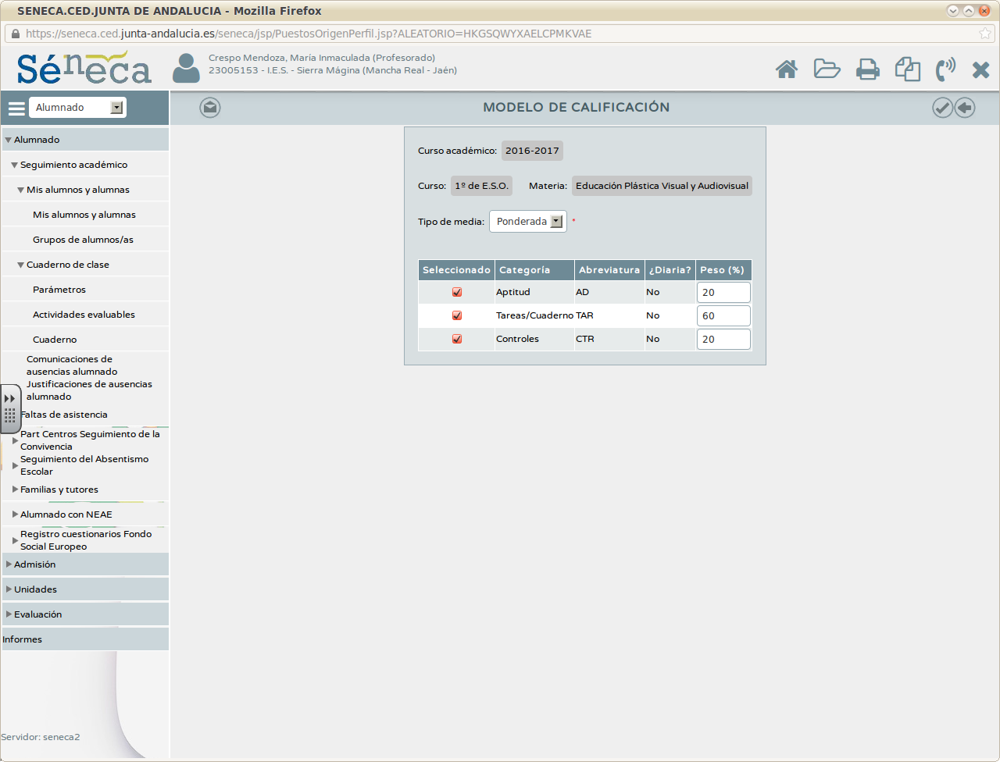 SENECA.CED.JUNTA DE ANDALUCIA - Mozilla Firefox
https://seneca.ced.junta-andalucia.es/seneca/jsp/PuestosOrigenPerfil.jsp?ALEATORIO=HKGSQWYXAELCPMKVAE
Séneca
Crespo Mendoza, María Inmaculada (Profesorado)
23005153 - I.E.S. - Sierra Mágina (Mancha Real - Jaén)
Alumnado
MODELO DE CALIFICACIÓN
Alumnado
Seguimiento académico
Mis alumnos y alumnas
Mis alumnos y alumnas
Grupos de alumnos/as
Cuaderno de clase
Parámetros
Actividades evaluables
Cuaderno
Comunicaciones de
ausencias alumnado
Justificaciones de ausencias
alumnado
Faltas de asistencia
Part Centros Seguimiento de la
Convivencia
Seguimiento del Absentismo
Escolar
Familias y tutores
Alumnado con NEAE
Registro cuestionarios Fondo
Social Europeo
Admisión
Unidades
Evaluación
Informes
Servidor: seneca2
Curso académico: 2016-2017
Curso: 1º de E.S.O. Materia: Educación Plástica Visual y Audiovisual
Tipo de media: Ponderada *
Seleccionado Categoría Abreviatura ¿Diaria? Peso (%)
Aptitud AD No 20
Tareas/Cuaderno TAR No 60
Controles CTR No 20